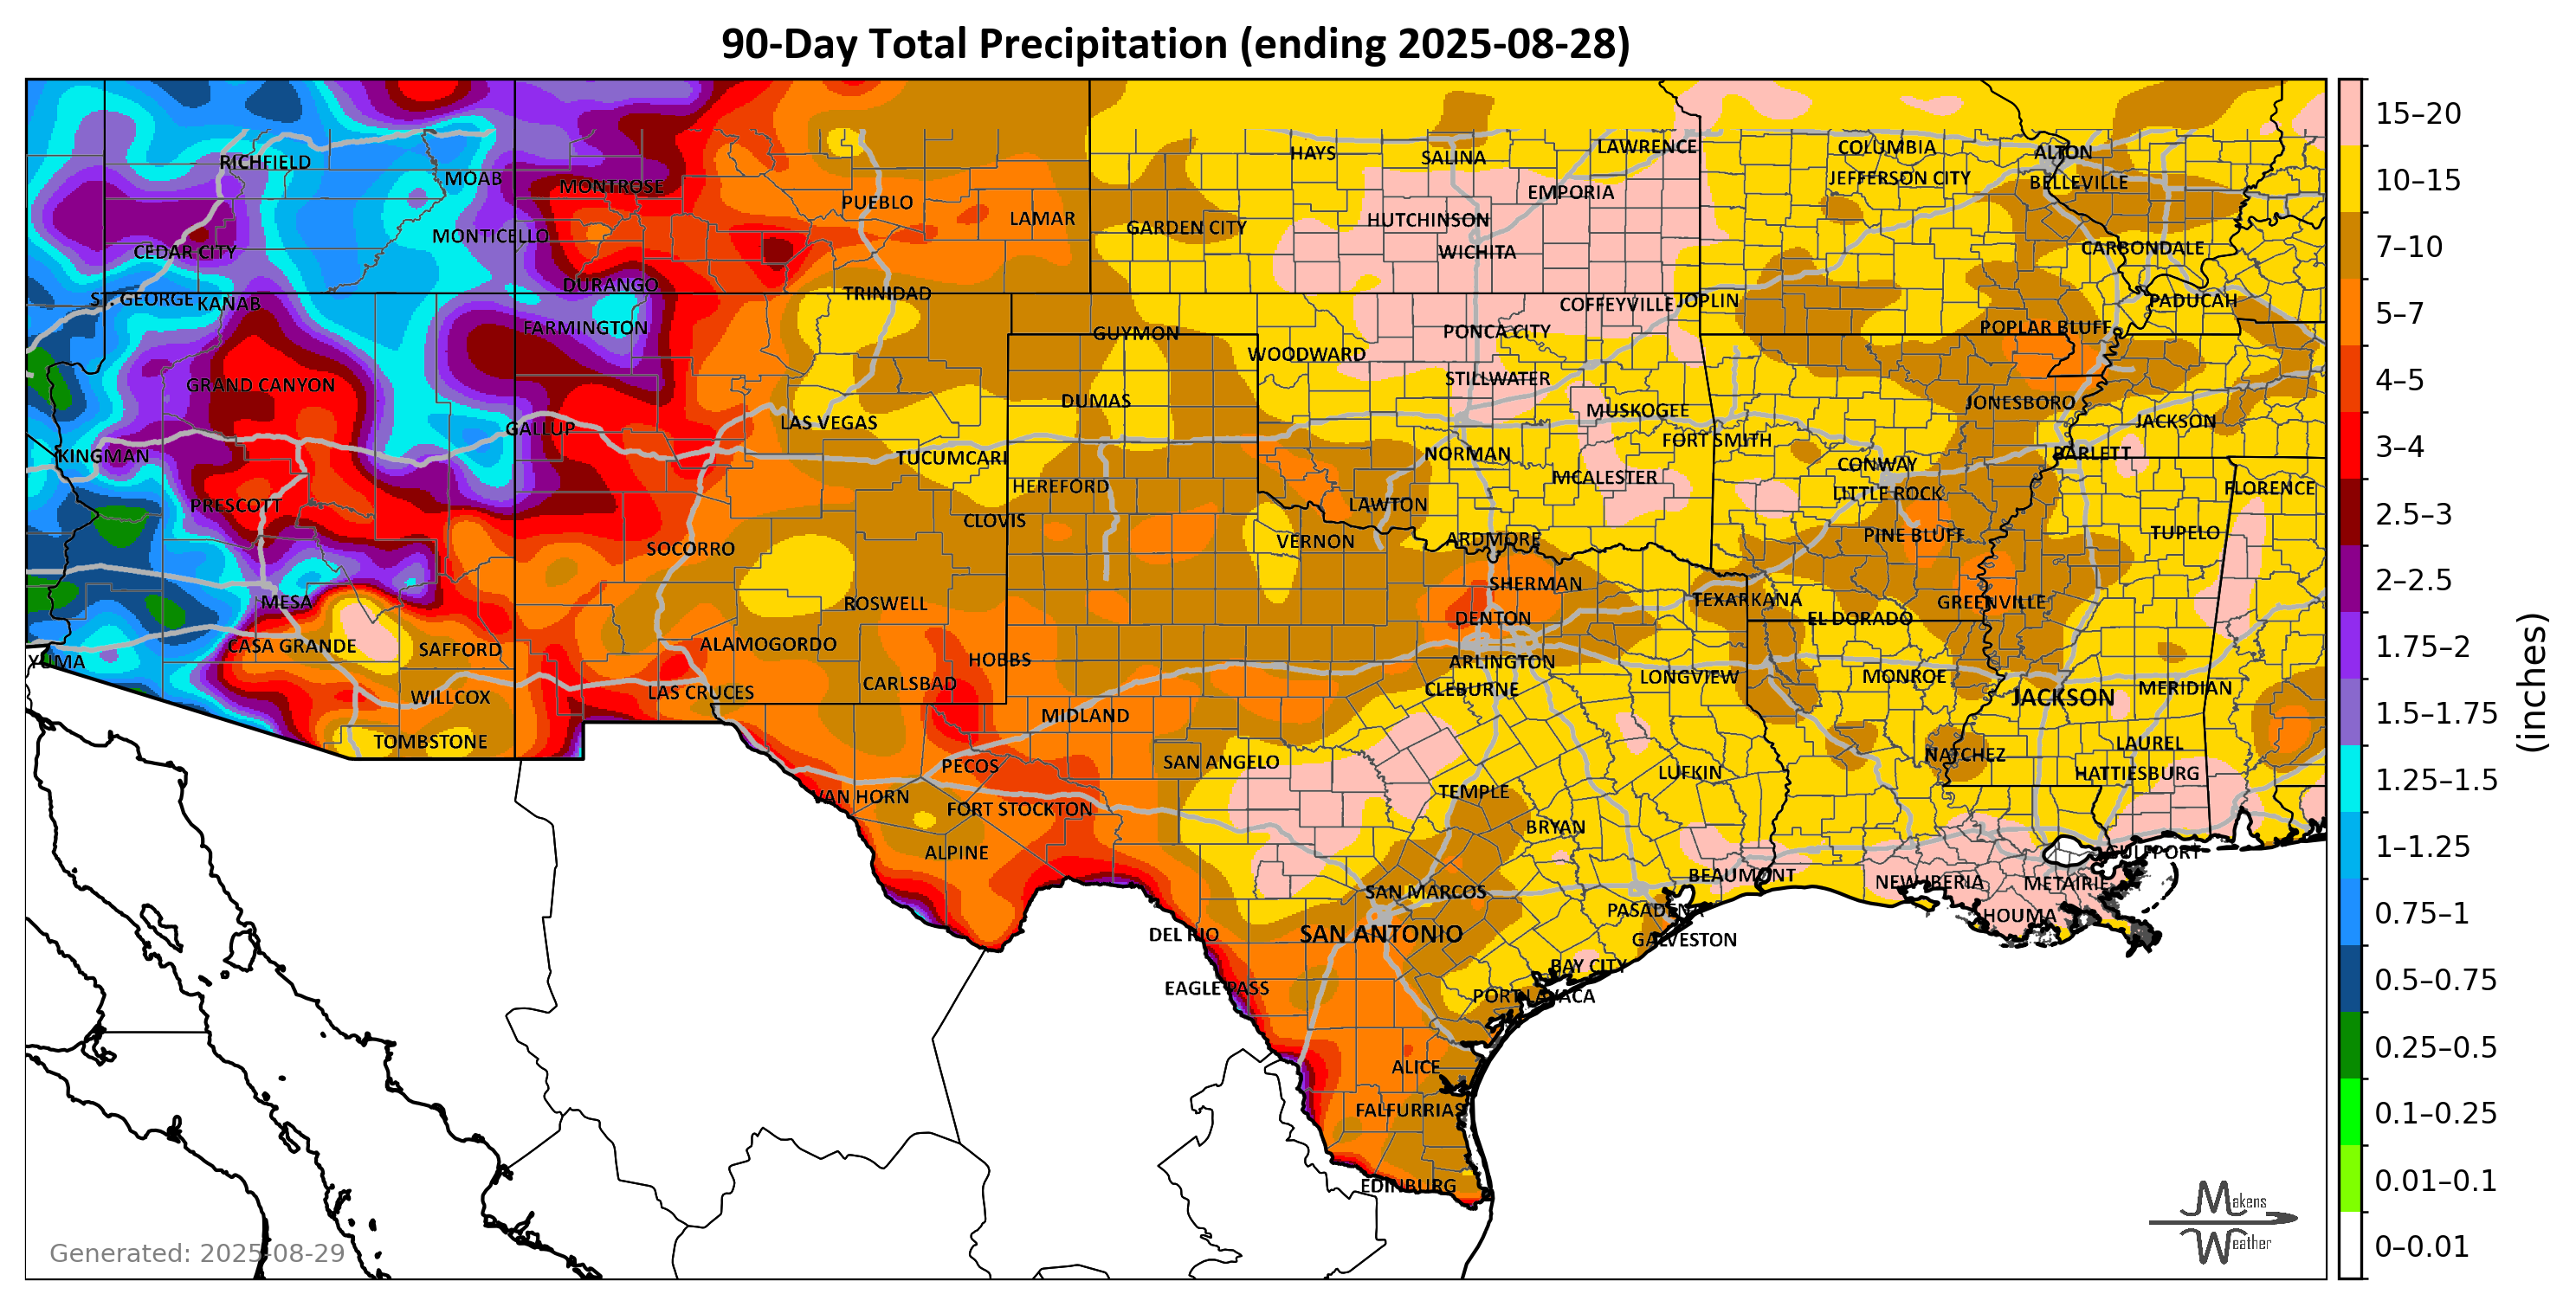 90-Day Total Precipitation (ending 2025-08-28)
RICHFIELD
MOAB
MONTROSE
MONTICELLO
CEDAR CITY
DURANGO
ST. GEORGE
KANAB
FARMINGTON
PUEBLO
LAMAR
TRINIDAD
HAYS
SALINA
LAWRENCE
EMPORIA
GARDEN CITY
HUTCHINSON
WICHITA
COFFEYVILLE
JOPLIN
COLUMBIA
JEFFERSON CITY
ALTON
BELLEVILLE
CARBONDALE
PADUCAH
POPLAR BLUFF
GUYMON
PONCA CITY
WOODWARD
STILLWATER
GRAND CANYON
DUMAS
MUSKOGEE
JONESBORO
JACKSON
GALLUP
LAS VEGAS
KINGMAN
TUCUMCARI
NORMAN
FORT SMITH
BARLETT
CONWAY
MCALESTER
HEREFORD
LITTLE ROCK
FLORENCE
PRESCOTT
LAWTON
CLOVIS
PINE BLUFF
TUPELO
SOCORRO
VERNON
ARDMORE
SHERMAN
MESA
ROSWELL
DENTON
TEXARKANA
GREENVILLE
EL DORADO
CASA GRANDE
SAFFORD
ALAMOGORDO
HOBBS
ARLINGTON
YUMA
WILLCOX
LAS CRUCES
CARLSBAD
CLEBURNE
LONGVIEW
MONROE
JACKSON
MERIDIAN
MIDLAND
TOMBSTONE
PECOS
SAN ANGELO
NATCHEZ
LAUREL
HATTIESBURG
LUFKIN
VAN HORN
FORT STOCKTON
TEMPLE
BRYAN
ALPINE
GULFPORT
BEAUMONT
NEW IBERIA
METAIRIE
SAN MARCOS
PASADENA
HOUMA
DEL RIO
SAN ANTONIO
GALVESTON
BAY CITY
EAGLE PASS
PORT LAVACA
ALICE
FALFURRIAS
EDINBURG
15–20
10–15
7–10
5–7
4–5
3–4
2.5–3
2–2.5
1.75–2
1.5–1.75
1.25–1.5
1–1.25
0.75–1
0.5–0.75
0.25–0.5
0.1–0.25
0.01–0.1
0–0.01
(inches)
Generated: 2025-08-29
Makens
Weather